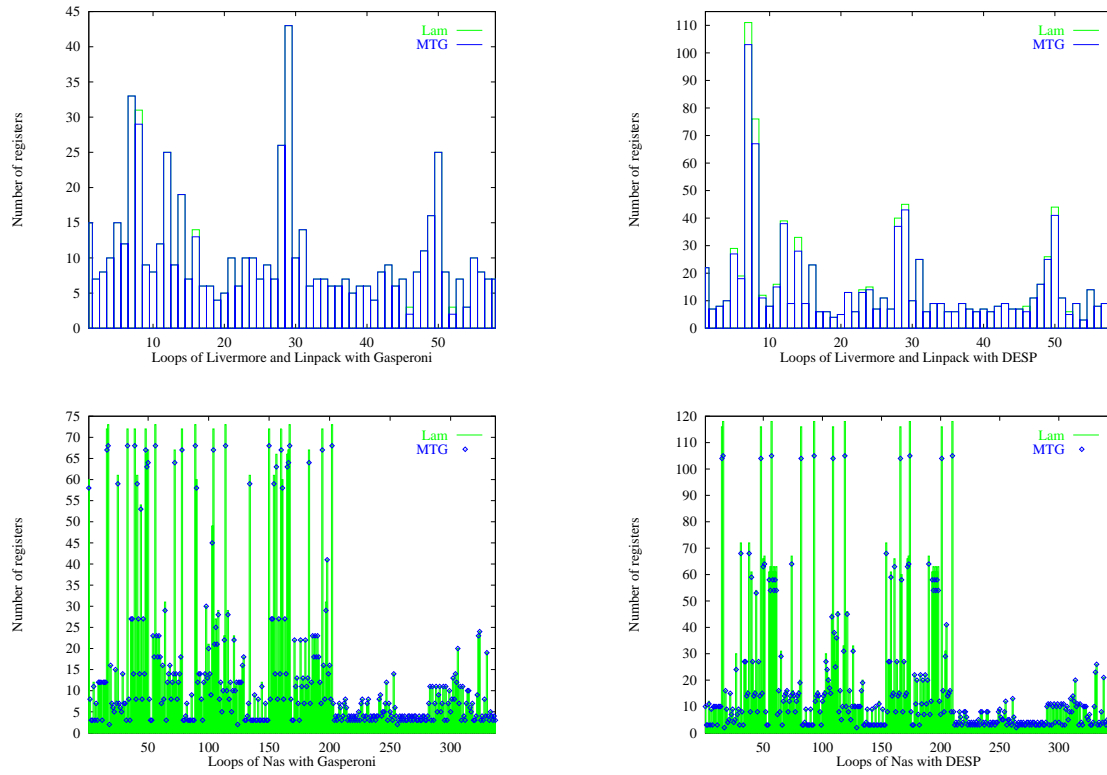 Number of registers
45
40
35
30
25
20
15
10
5
0
10 20 30 40 50
Loops of Livermore and Linpack with Gasperoni
Lam
MTG
Number of registers
110
100
90
80
70
60
50
40
30
20
10
0
10 20 30 40 50
Loops of Livermore and Linpack with DESP
Lam
MTG
Number of registers
75
70
65
60
55
50
45
40
35
30
25
20
15
10
5
0
50 100 150 200 250 300
Loops of Nas with Gasperoni
Lam
MTG
Number of registers
120
110
100
90
80
70
60
50
40
30
20
10
0
50 100 150 200 250 300
Loops of Nas with DESP
Lam
MTG